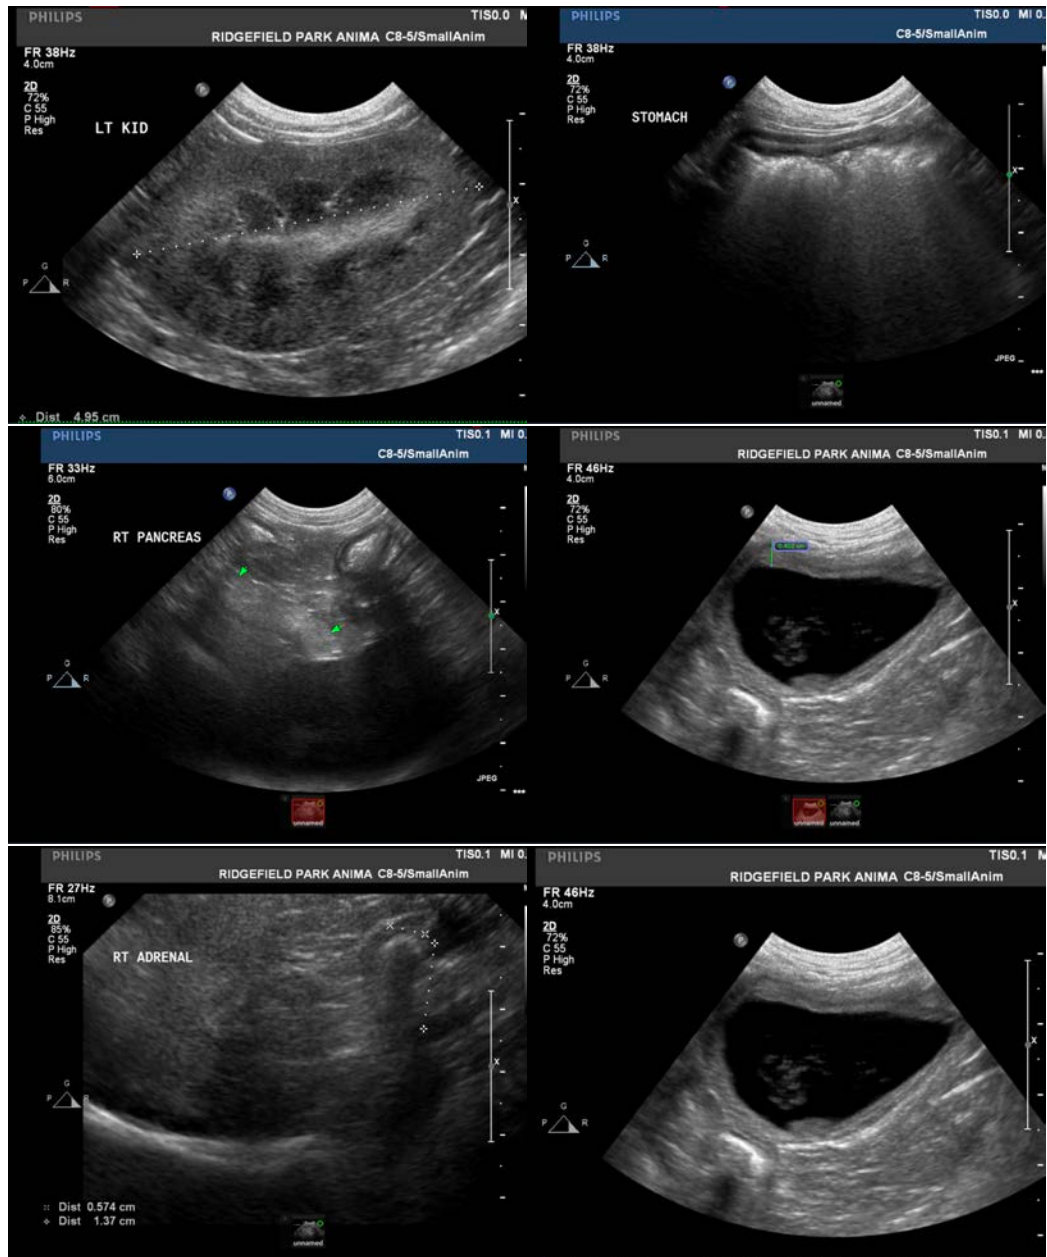 PHILIPS TIS0.0 M
RIDGEFIELD PARK ANIMA C8-5/SmallAnim
FR 38Hz
4.0cm
2D
72%
C 55
P High
Res
LT KID
G
P R
X
Dist 4.95 cm
PHILIPS TIS0.0 MI 0.
C8-5/SmallAnim
FR 38Hz
4.0cm
2D
72%
C 55
P High
Res
STOMACH
G
P R
X
JPEG
unnamed
PHILIPS TIS0.1 MI 0.
C8-5/SmallAnim
FR 33Hz
6.0cm
2D
80%
C 55
P High
Res
RT PANCREAS
G
P R
X
JPEG
unnamed
PHILIPS TIS0.1 MI 0.
RIDGEFIELD PARK ANIMA C8-5/SmallAnim
FR 46Hz
4.0cm
2D
72%
C 55
P High
Res
G
P R
X
unnamed unnamed
PHILIPS TIS0.1 MI 0.
RIDGEFIELD PARK ANIMA C8-5/SmallAnim
FR 27Hz
8.1cm
2D
85%
C 55
P High
Res
RT ADRENAL
G
P R
X
Dist 0.574 cm
Dist 1.37 cm
unnamed
PHILIPS TIS0.1 M
RIDGEFIELD PARK ANIMA C8-5/SmallAnim
FR 46Hz
4.0cm
2D
72%
C 55
P High
Res
G
P R
X